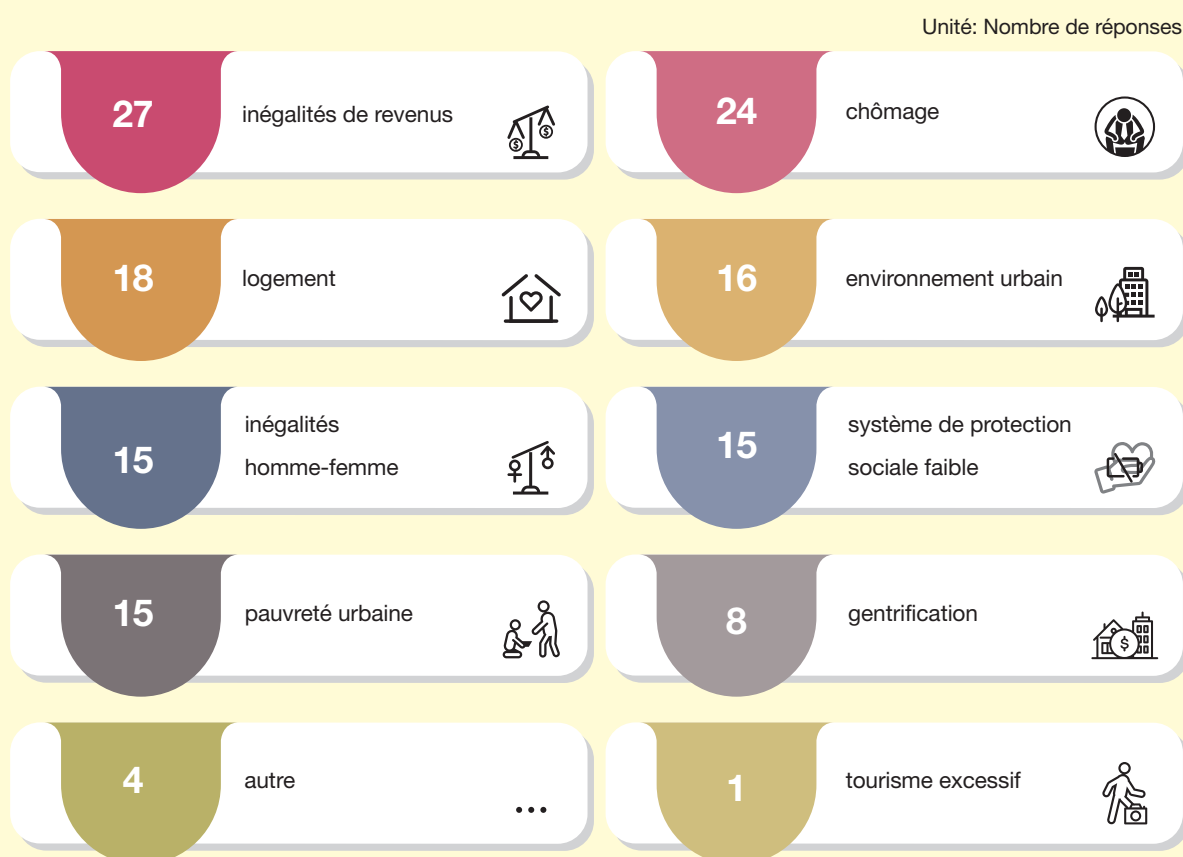 Unité: Nombre de réponses
27
inégalités de revenus
24
chômage
18
logement
16
environnement urbain
15
inégalités
homme-femme
15
système de protection
sociale faible
15
pauvreté urbaine
8
gentrification
4
autre
1
tourisme excessif